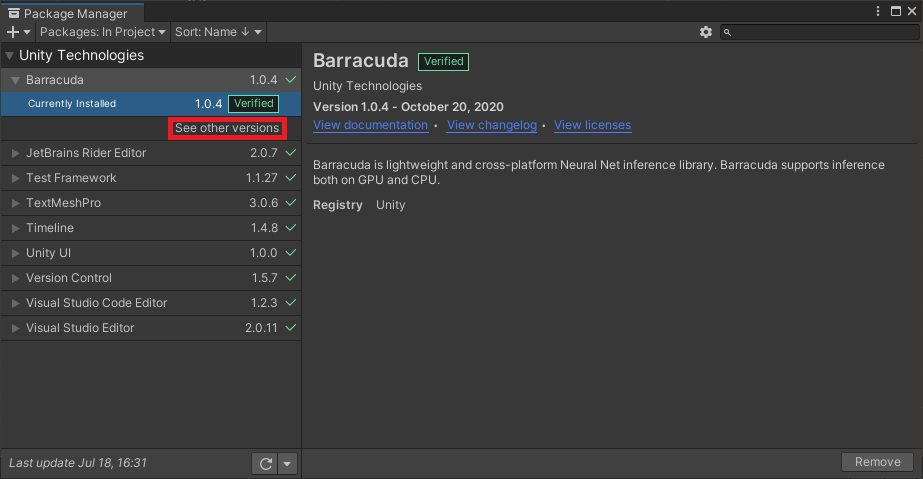 Package Manager
Packages: In Project
Sort: Name ↓
Unity Technologies
Barracuda 1.0.4
Currently Installed 1.0.4 Verified
See other versions
JetBrains Rider Editor 2.0.7
Test Framework 1.1.27
TextMeshPro 3.0.6
Timeline 1.4.8
Unity UI 1.0.0
Version Control 1.5.7
Visual Studio Code Editor 1.2.3
Visual Studio Editor 2.0.11
Last update Jul 18, 16:31
Barracuda Verified
Unity Technologies
Version 1.0.4 - October 20, 2020
View documentation • View changelog • View licenses
Barracuda is lightweight and cross-platform Neural Net inference library. Barracuda supports inference
both on GPU and CPU.
Registry Unity
Remove